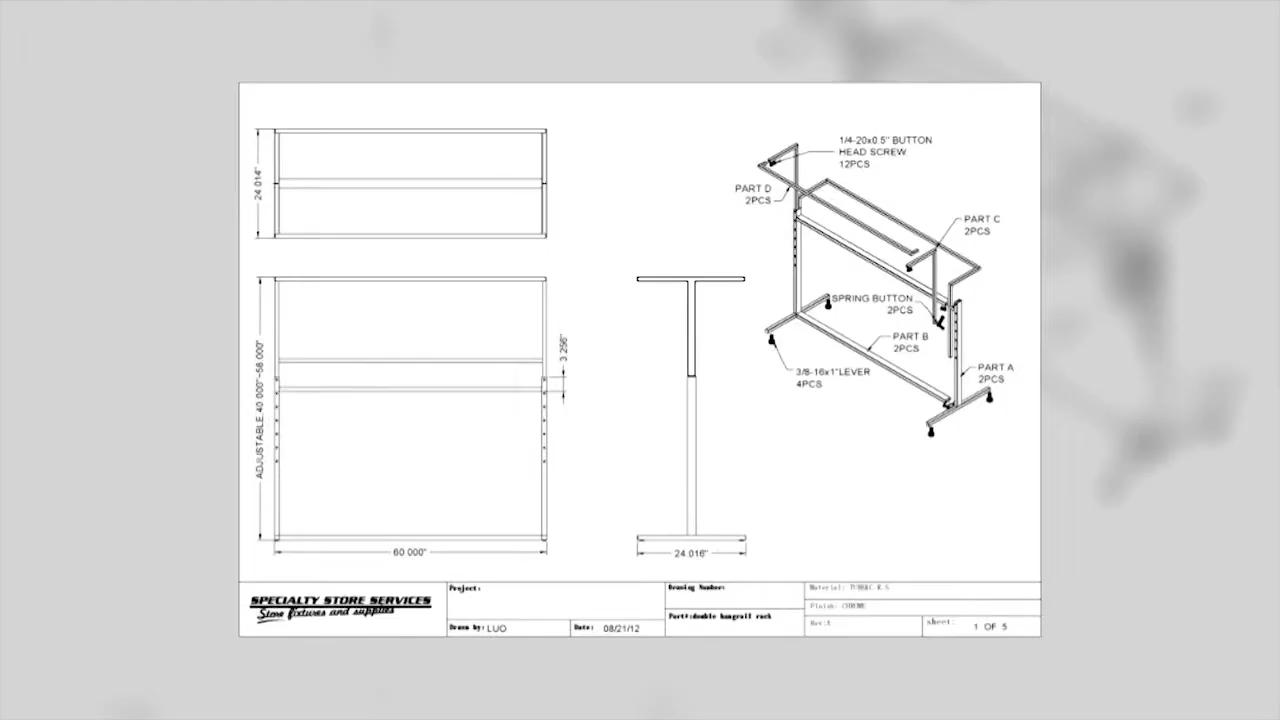 24.014"
1/4-20x0.5" BUTTON
HEAD SCREW
12PCS
PART D
2PCS
PART C
2PCS
SPRING BUTTON
2PCS
PART B
2PCS
PART A
2PCS
3/8-16x1"LEVER
4PCS
ADJUSTABLE 40.000"~58.000"
3.256"
60.000"
24.016"
SPECIALTY STORE SERVICES
Store fixtures and supplies
Project:
Drawn by: LUO
Date: 08/21/12
Drawing Number:
Part#:double hangrail rack
Material:
Finish: CHROME
Rev:A
sheet: 1 OF 5